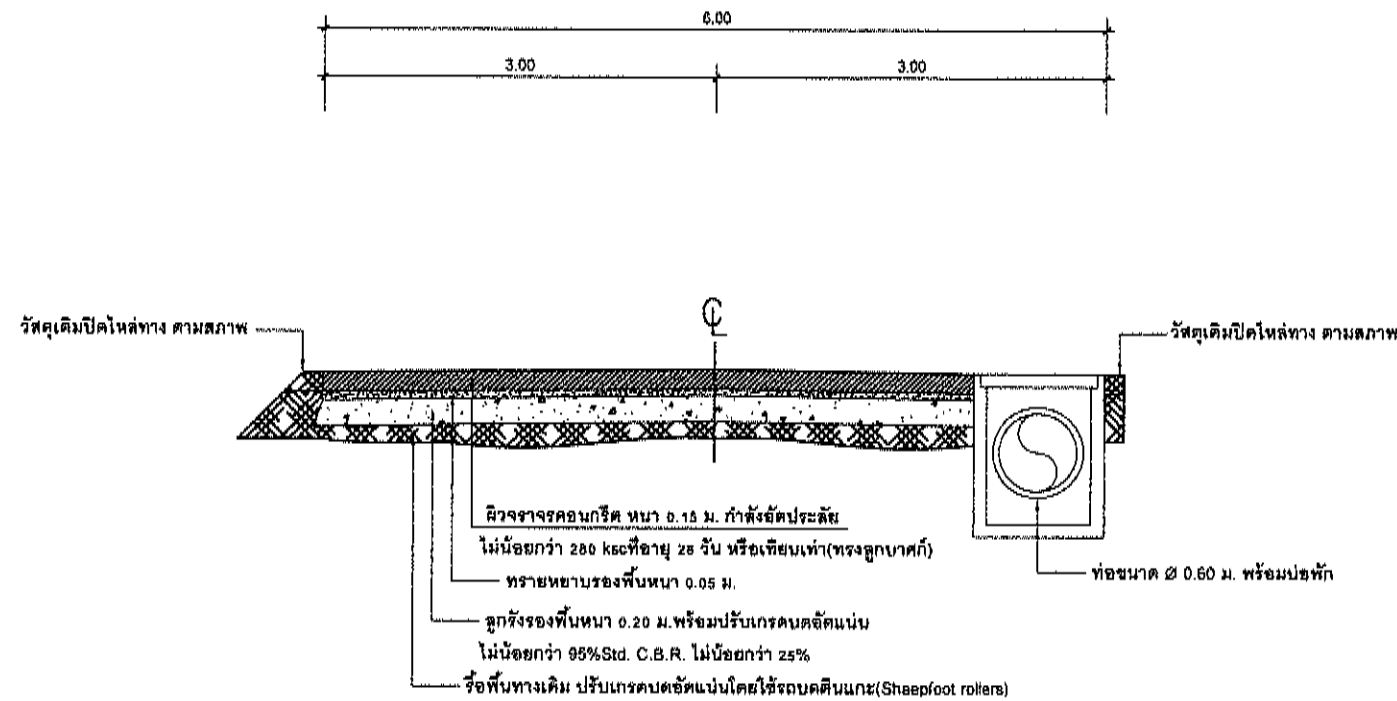 6.00
3.00 3.00
วัสดุเดิมปิดไหล่ทาง ตามสภาพ
วัสดุเดิมปิดไหล่ทาง ตามสภาพ
ผิวจราจรคอนกรีต หนา 0.15 ม. กำลังอัดประลัย
ไม่น้อยกว่า 280 kscที่อายุ 28 วัน หรือเทียบเท่า(ทรงลูกบาศก์)
ทรายหยาบรองพื้นหนา 0.05 ม.
ท่อขนาด Ø 0.60 ม. พร้อมบ่อพัก
ลูกรังรองพื้นหนา 0.20 ม.พร้อมปรับเกรดบดอัดแน่น
ไม่น้อยกว่า 95%Std. C.B.R. ไม่น้อยกว่า 25%
รื้อพื้นทางเดิม ปรับเกรดบดอัดแน่นโดยใช้รถบดตีนแกะ(Sheepfoot rollers)